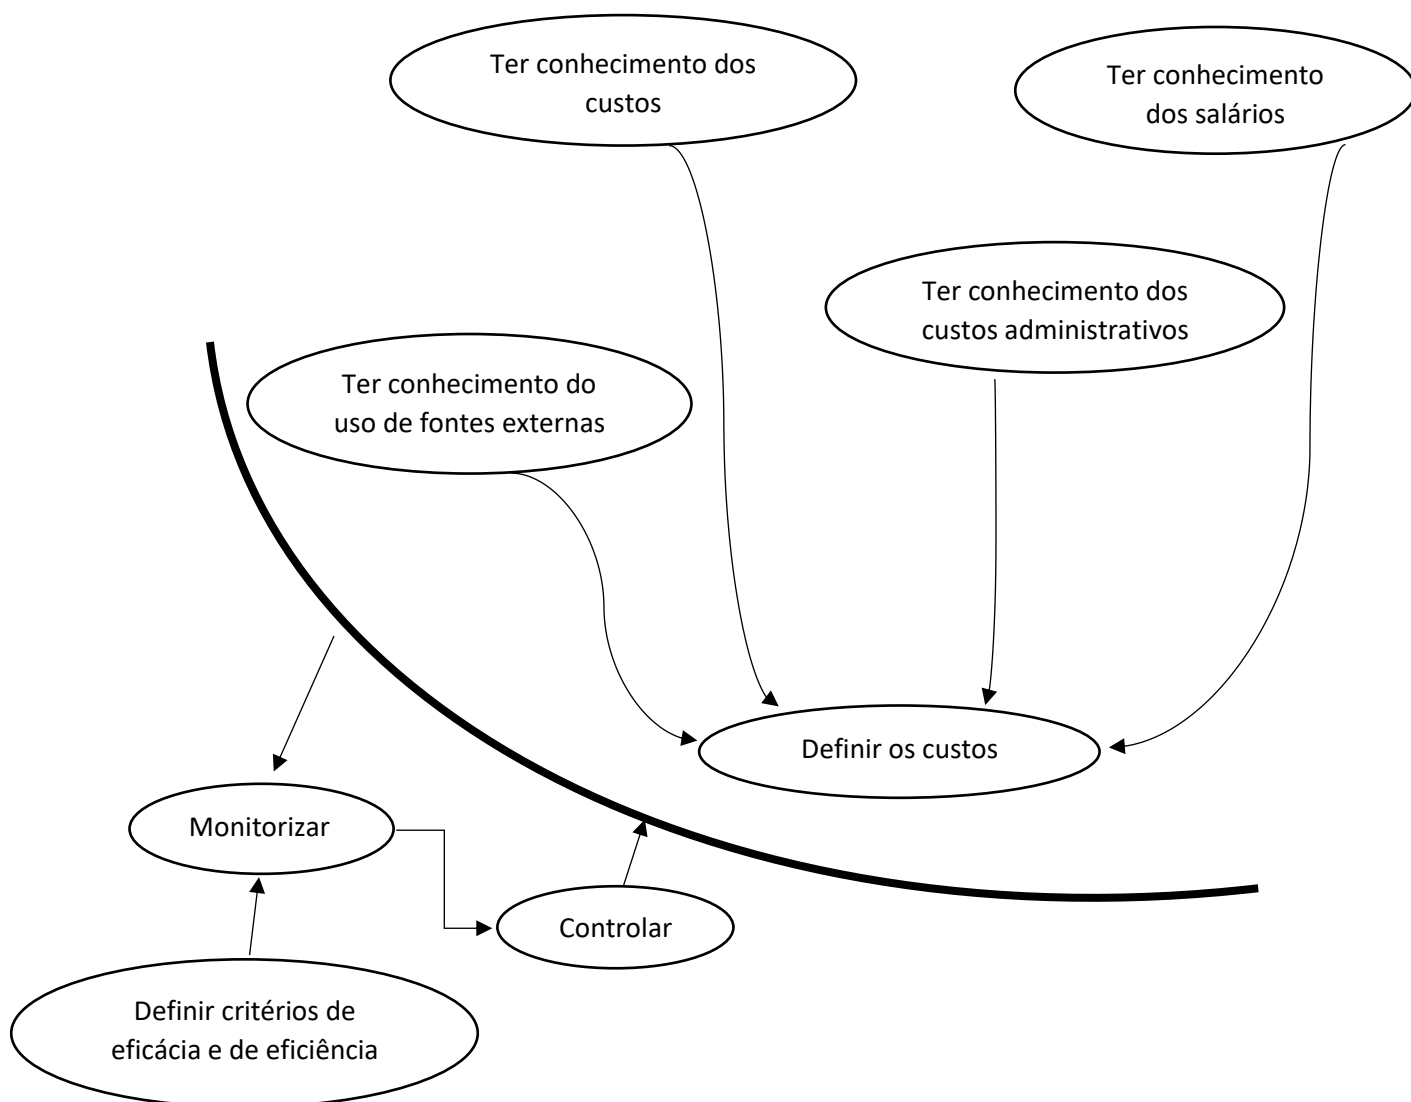 Ter conhecimento dos
custos
Ter conhecimento
dos salários
Ter conhecimento dos
custos administrativos
Ter conhecimento do
uso de fontes externas
Definir os custos
Monitorizar
Controlar
Definir critérios de
eficácia e de eficiência